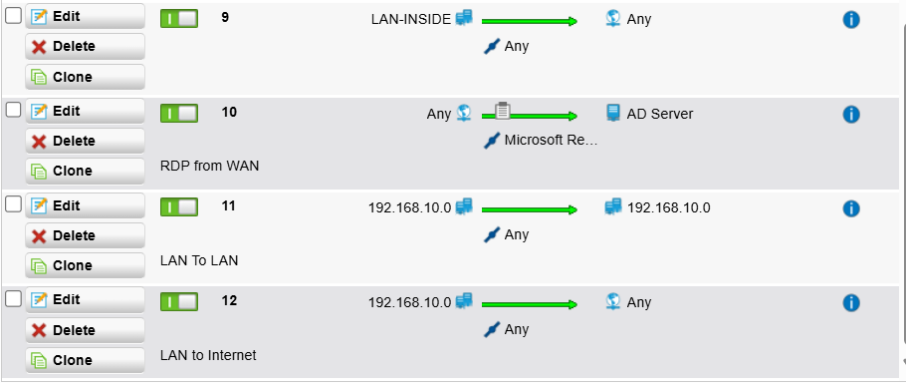 Edit 9 LAN-INSIDE Any
Delete Any
Clone
Edit 10 Any AD Server
Delete Microsoft Re...
Clone RDP from WAN
Edit 11 192.168.10.0 192.168.10.0
Delete Any
Clone LAN To LAN
Edit 12 192.168.10.0 Any
Delete Any
Clone LAN to Internet